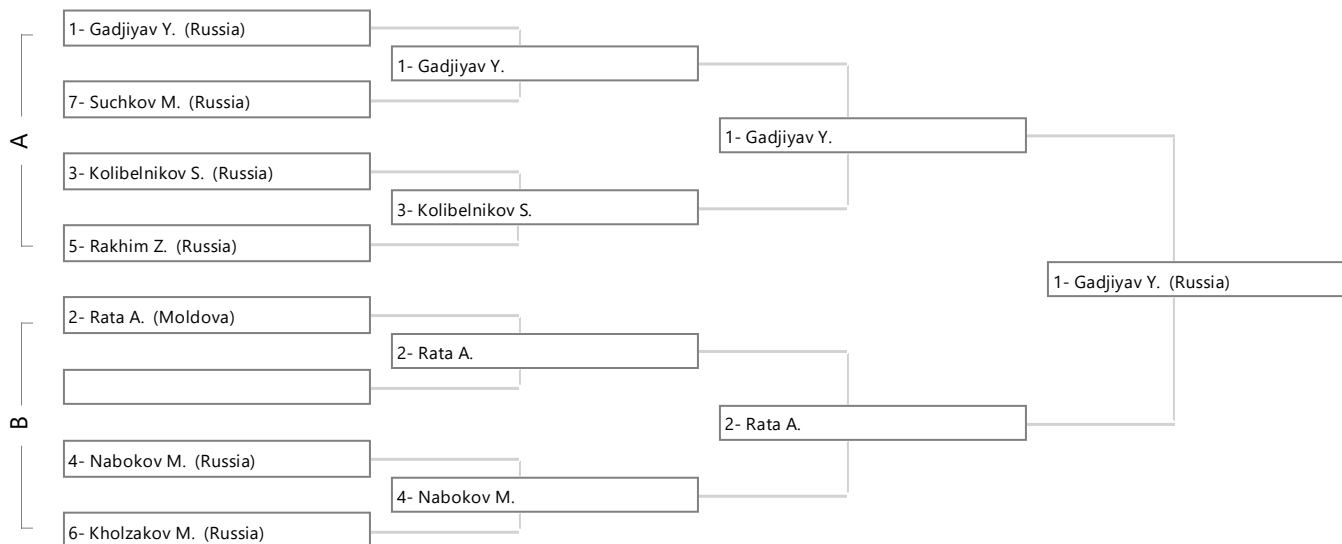 1- Gadjiyav Y. (Russia)
1- Gadjiyav Y.
7- Suchkov M. (Russia)
A
1- Gadjiyav Y.
3- Kolibelnikov S. (Russia)
3- Kolibelnikov S.
5- Rakhim Z. (Russia)
1- Gadjiyav Y. (Russia)
2- Rata A. (Moldova)
2- Rata A.
B
2- Rata A.
4- Nabokov M. (Russia)
4- Nabokov M.
6- Kholzakov M. (Russia)